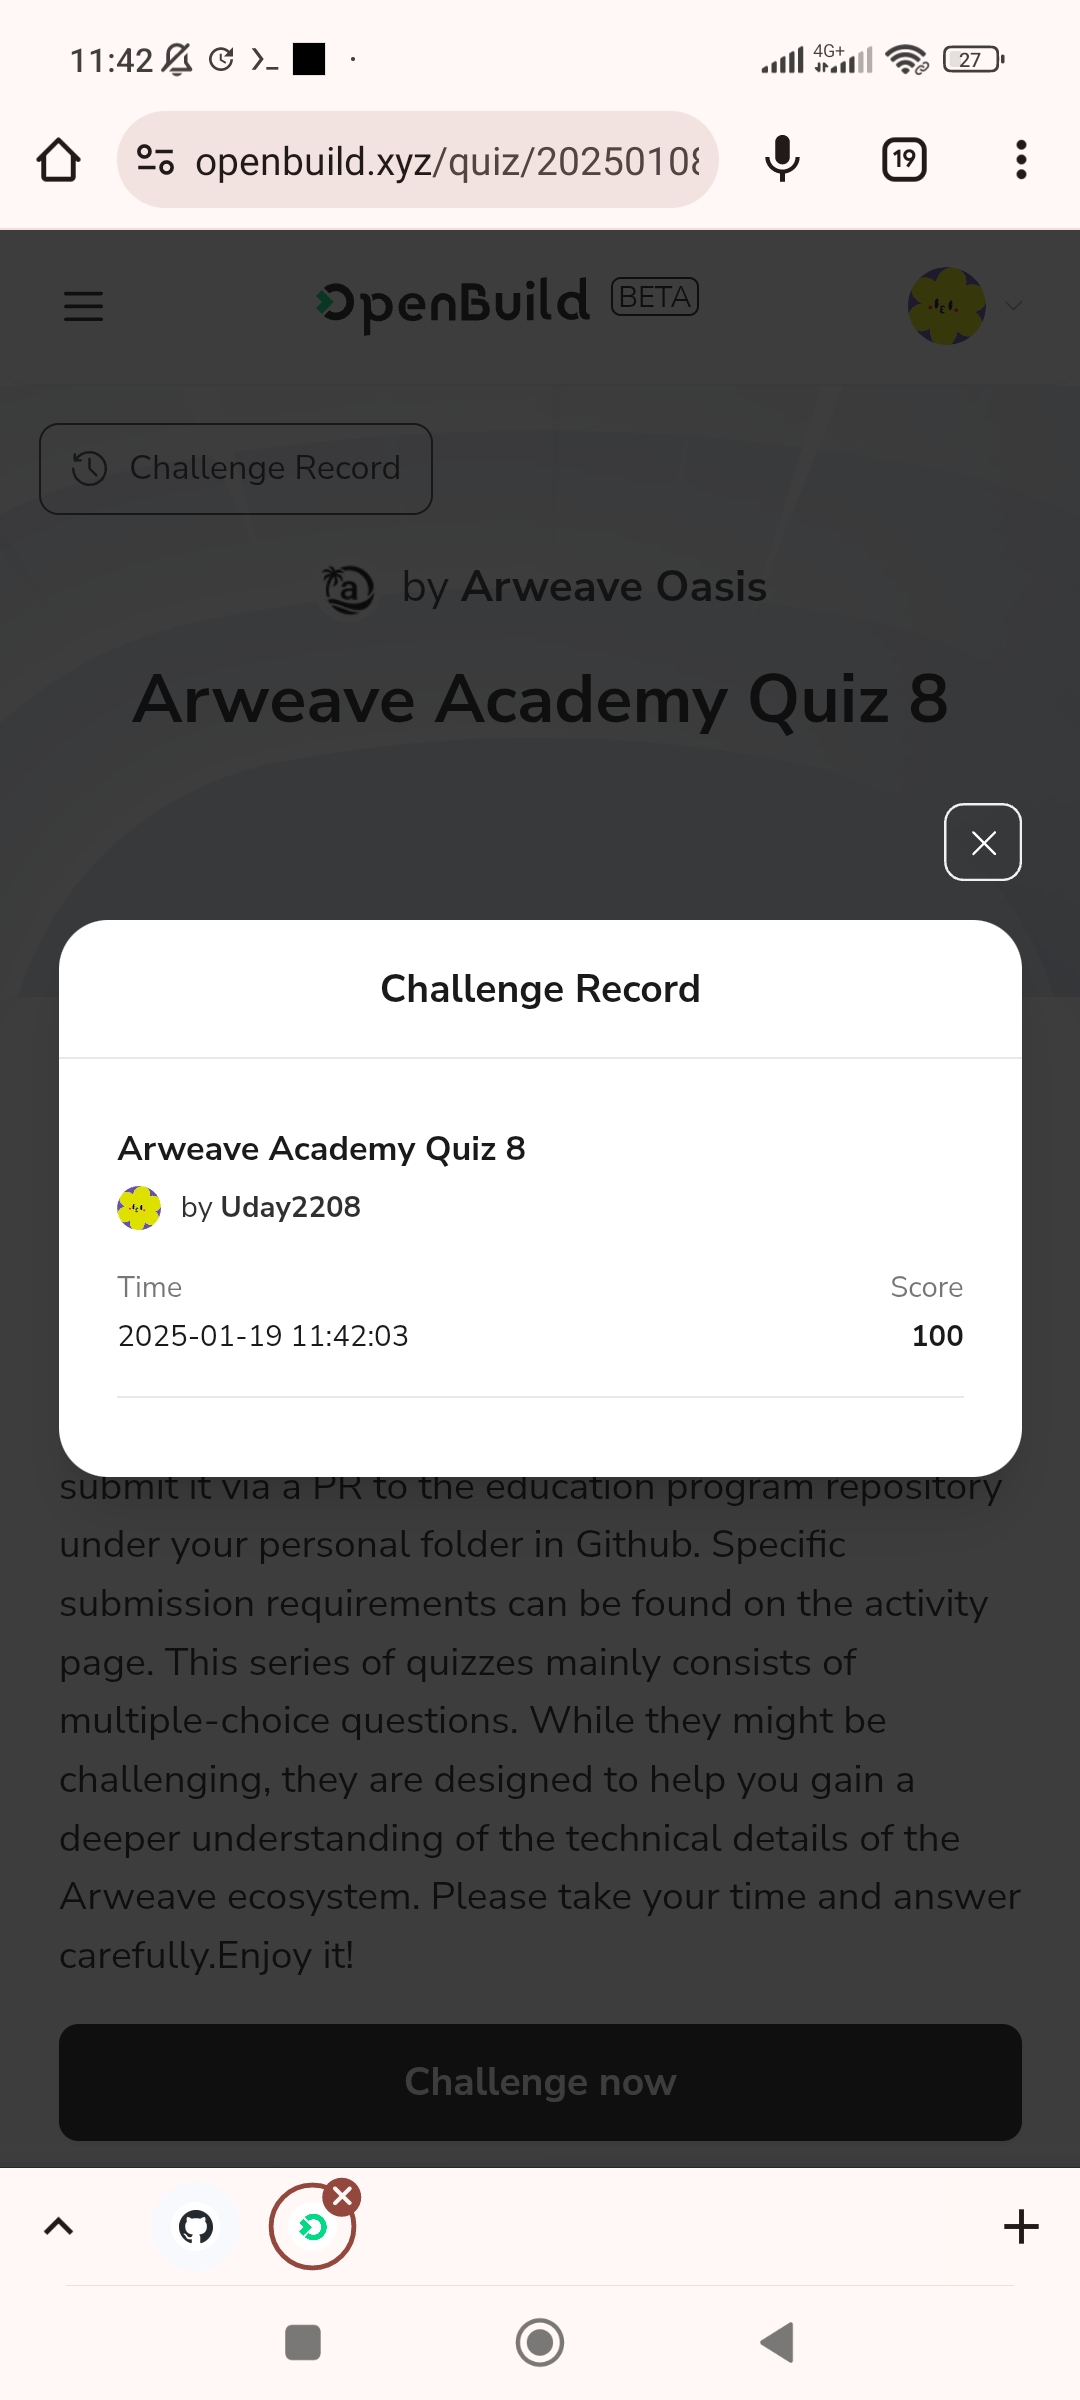 11:42
4G+
27
openbuild.xyz/quiz/20250108
19
OpenBuild BETA
Challenge Record
by Arweave Oasis
Arweave Academy Quiz 8
Challenge Record
Arweave Academy Quiz 8
by Uday2208
Time Score
2025-01-19 11:42:03 100
submit it via a PR to the education program repository
under your personal folder in Github. Specific
submission requirements can be found on the activity
page. This series of quizzes mainly consists of
multiple-choice questions. While they might be
challenging, they are designed to help you gain a
deeper understanding of the technical details of the
Arweave ecosystem. Please take your time and answer
carefully.Enjoy it!
Challenge now